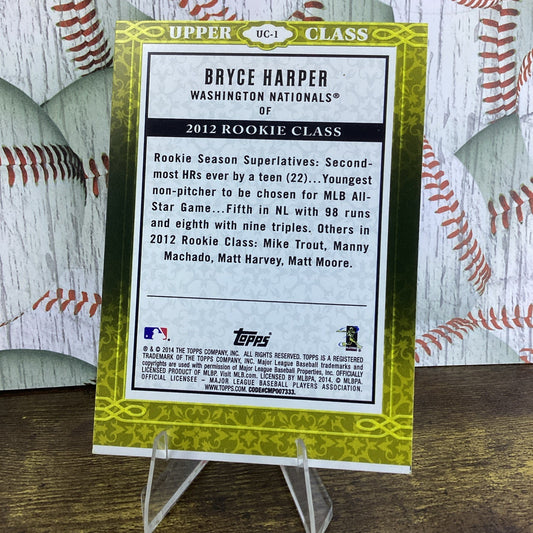 UPPER UC-1 CLASS
BRYCE HARPER
WASHINGTON NATIONALS®
OF
2012 ROOKIE CLASS
Rookie Season Superlatives: Second-
most HRs ever by a teen (22)...Youngest
non-pitcher to be chosen for MLB All-
Star Game...Fifth in NL with 98 runs
and eighth with nine triples. Others in
2012 Rookie Class: Mike Trout, Manny
Machado, Matt Harvey, Matt Moore.
Topps
® & © 2014 THE TOPPS COMPANY, INC. ALL RIGHTS RESERVED. TOPPS IS A REGISTERED
TRADEMARK OF THE TOPPS COMPANY, INC. Major League Baseball trademarks and
copyrights are used with permission of Major League Baseball Properties, Inc. OFFICIALLY
LICENSED PRODUCT OF MLBP. Visit MLB.com. LICENSED BY MLBPA, 2014. © MLBPA.
OFFICIAL LICENSEE – MAJOR LEAGUE BASEBALL PLAYERS ASSOCIATION.
WWW.TOPPS.COM. CODE#CMP007333.